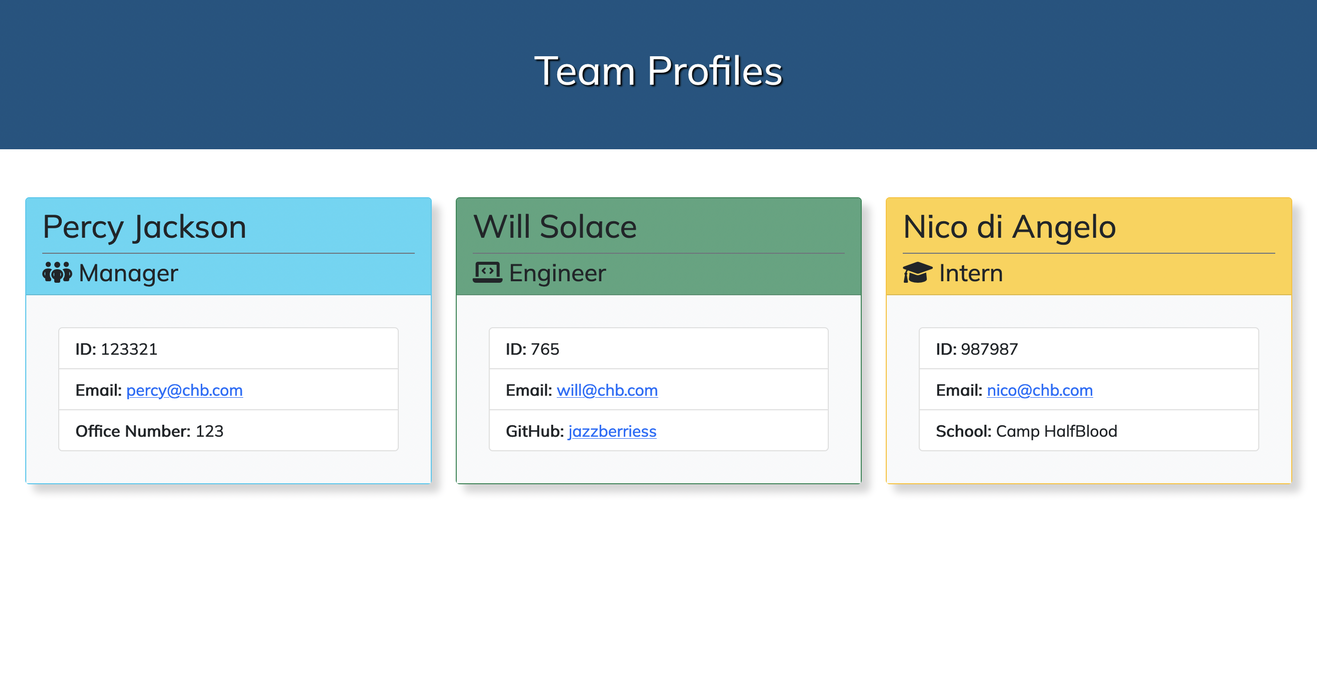 Team Profiles
Percy Jackson
Manager
ID: 123321
Email: percy@chb.com
Office Number: 123
Will Solace
Engineer
ID: 765
Email: will@chb.com
GitHub: jazzberriess
Nico di Angelo
Intern
ID: 987987
Email: nico@chb.com
School: Camp HalfBlood